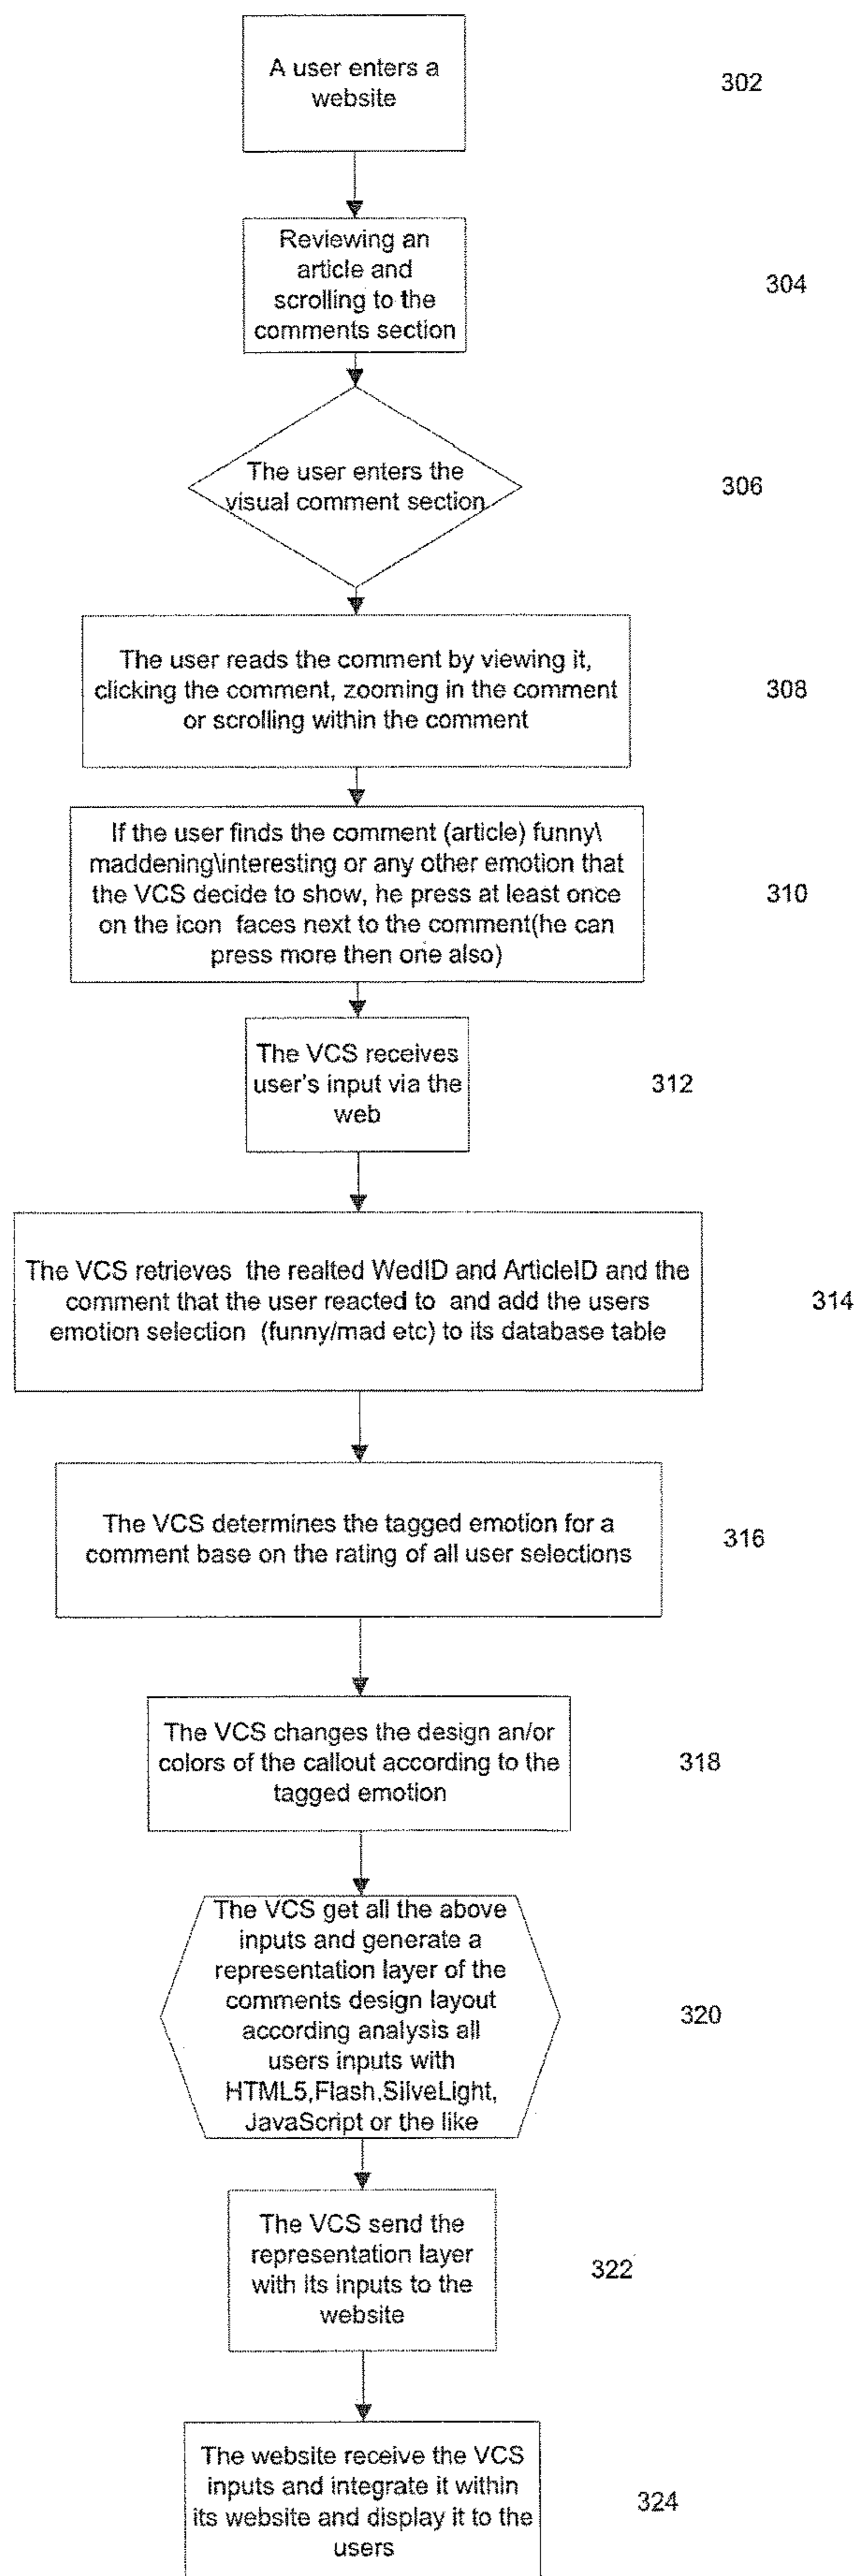 A user enters a
website
302
Reviewing an
article and
scrolling to the
comments section
304
The user enters the
visual comment section
306
The user reads the comment by viewing it,
clicking the comment, zooming in the comment
or scrolling within the comment
308
If the user finds the comment (article) funny\
maddening\interesting or any other emotion that
the VCS decide to show, he press at least once
on the icon faces next to the comment(he can
press more then one also)
310
The VCS receives
user's input via the
web
312
The VCS retrieves the realted WedID and ArticleID and the
comment that the user reacted to and add the users
emotion selection (funny/mad etc) to its database table
314
The VCS determines the tagged emotion for a
comment base on the rating of all user selections
316
The VCS changes the design an/or
colors of the callout according to the
tagged emotion
318
The VCS get all the above
inputs and generate a
representation layer of the
comments design layout
according analysis all
users inputs with
HTML5,Flash,SilveLight,
JavaScript or the like
320
The VCS send the
representation layer
with its inputs to the
website
322
The website receive the VCS
inputs and integrate it within
its website and display it to the
users
324